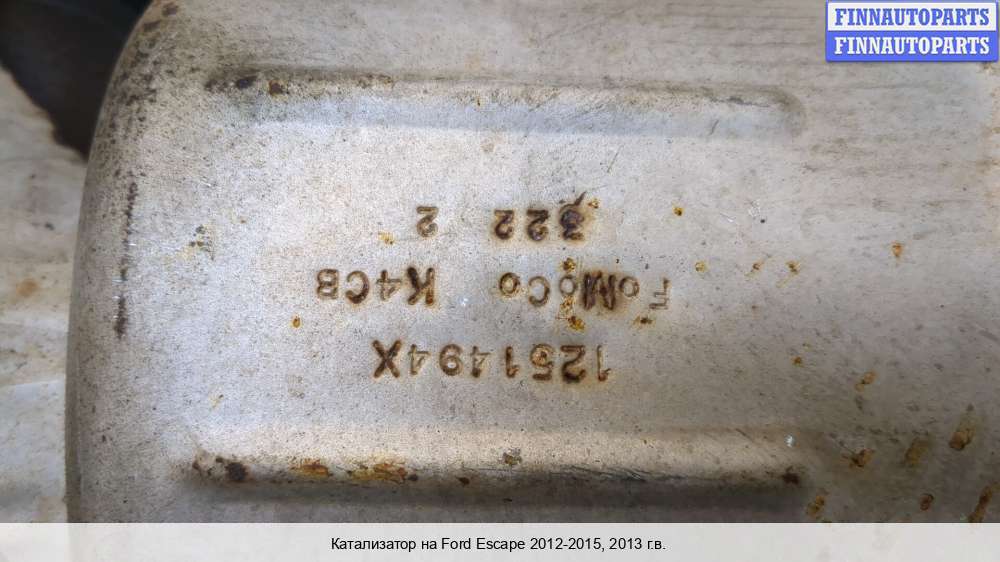 FINNAUTOPARTS
FINNAUTOPARTS
1251494X
FoMoCo K4CB
322 2
Катализатор на Ford Escape 2012-2015, 2013 г.в.